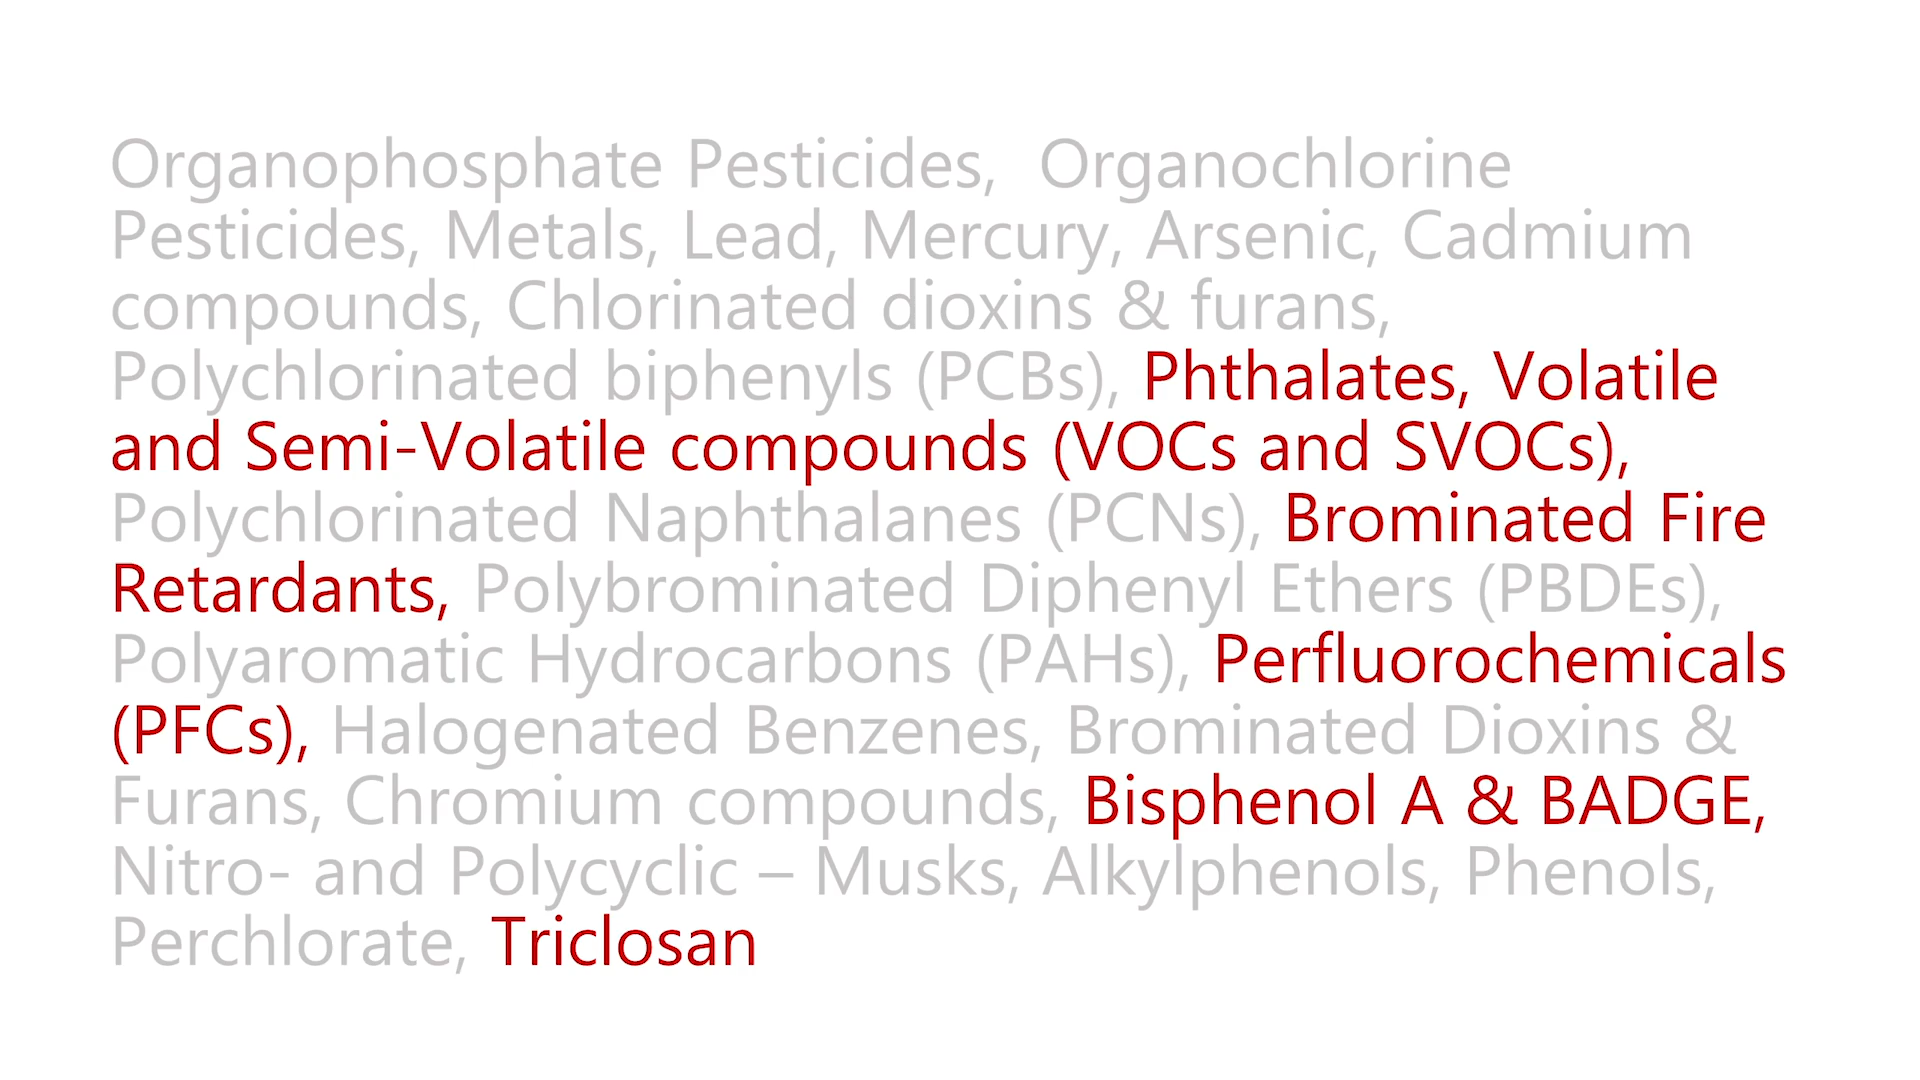 Organophosphate Pesticides,  Organochlorine
Pesticides, Metals, Lead, Mercury, Arsenic, Cadmium
compounds, Chlorinated dioxins & furans,
Polychlorinated biphenyls (PCBs), Phthalates, Volatile
and Semi-Volatile compounds (VOCs and SVOCs),
Polychlorinated Naphthalanes (PCNs), Brominated Fire
Retardants, Polybrominated Diphenyl Ethers (PBDEs),
Polyaromatic Hydrocarbons (PAHs), Perfluorochemicals
(PFCs), Halogenated Benzenes, Brominated Dioxins &
Furans, Chromium compounds, Bisphenol A & BADGE,
Nitro- and Polycyclic – Musks, Alkylphenols, Phenols,
Perchlorate, Triclosan